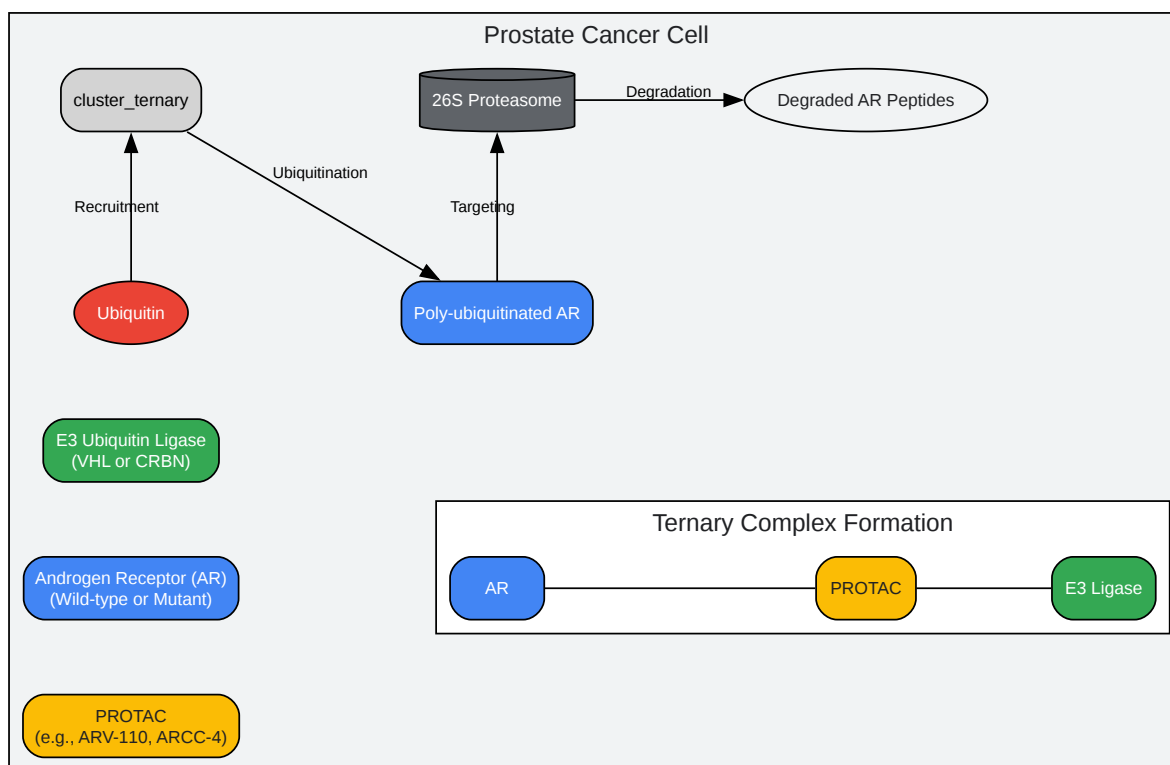 Prostate Cancer Cell
cluster_ternary
26S Proteasome
Degradation
Degraded AR Peptides
Ubiquitination
Recruitment
Targeting
Ubiquitin
Poly-ubiquitinated AR
E3 Ubiquitin Ligase
(VHL or CRBN)
Ternary Complex Formation
Androgen Receptor (AR)
(Wild-type or Mutant)
AR
PROTAC
E3 Ligase
PROTAC
(e.g., ARV-110, ARCC-4)